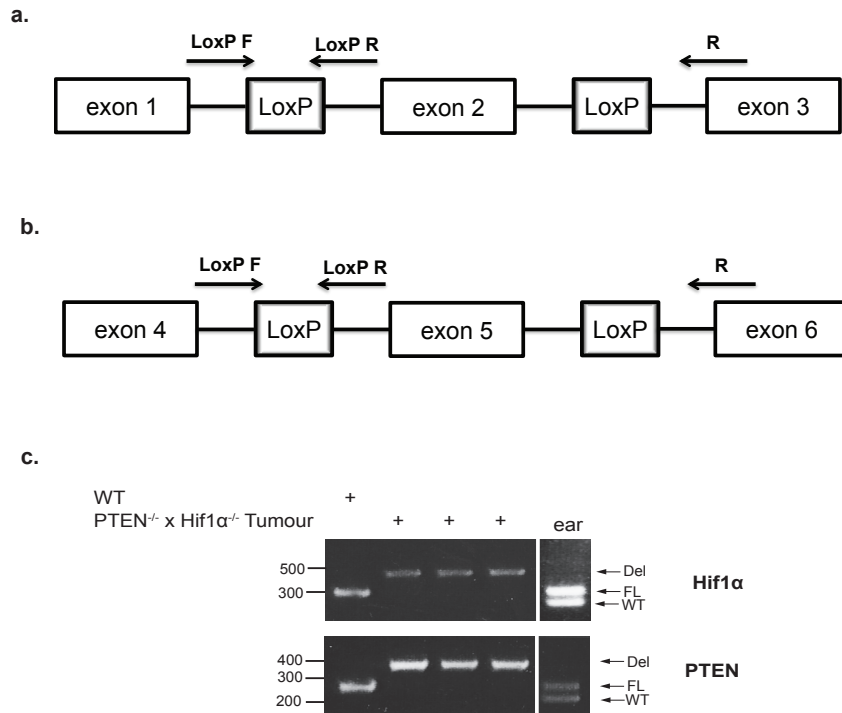 a.
LoxP F LoxP R R
exon 1 LoxP exon 2 LoxP exon 3
b.
LoxP F LoxP R R
exon 4 LoxP exon 5 LoxP exon 6
c.
WT +
PTEN-/- x Hif1α-/- Tumour + + + ear
500 Del
300 FL Hif1α
WT
400 Del PTEN
300 FL
200 WT